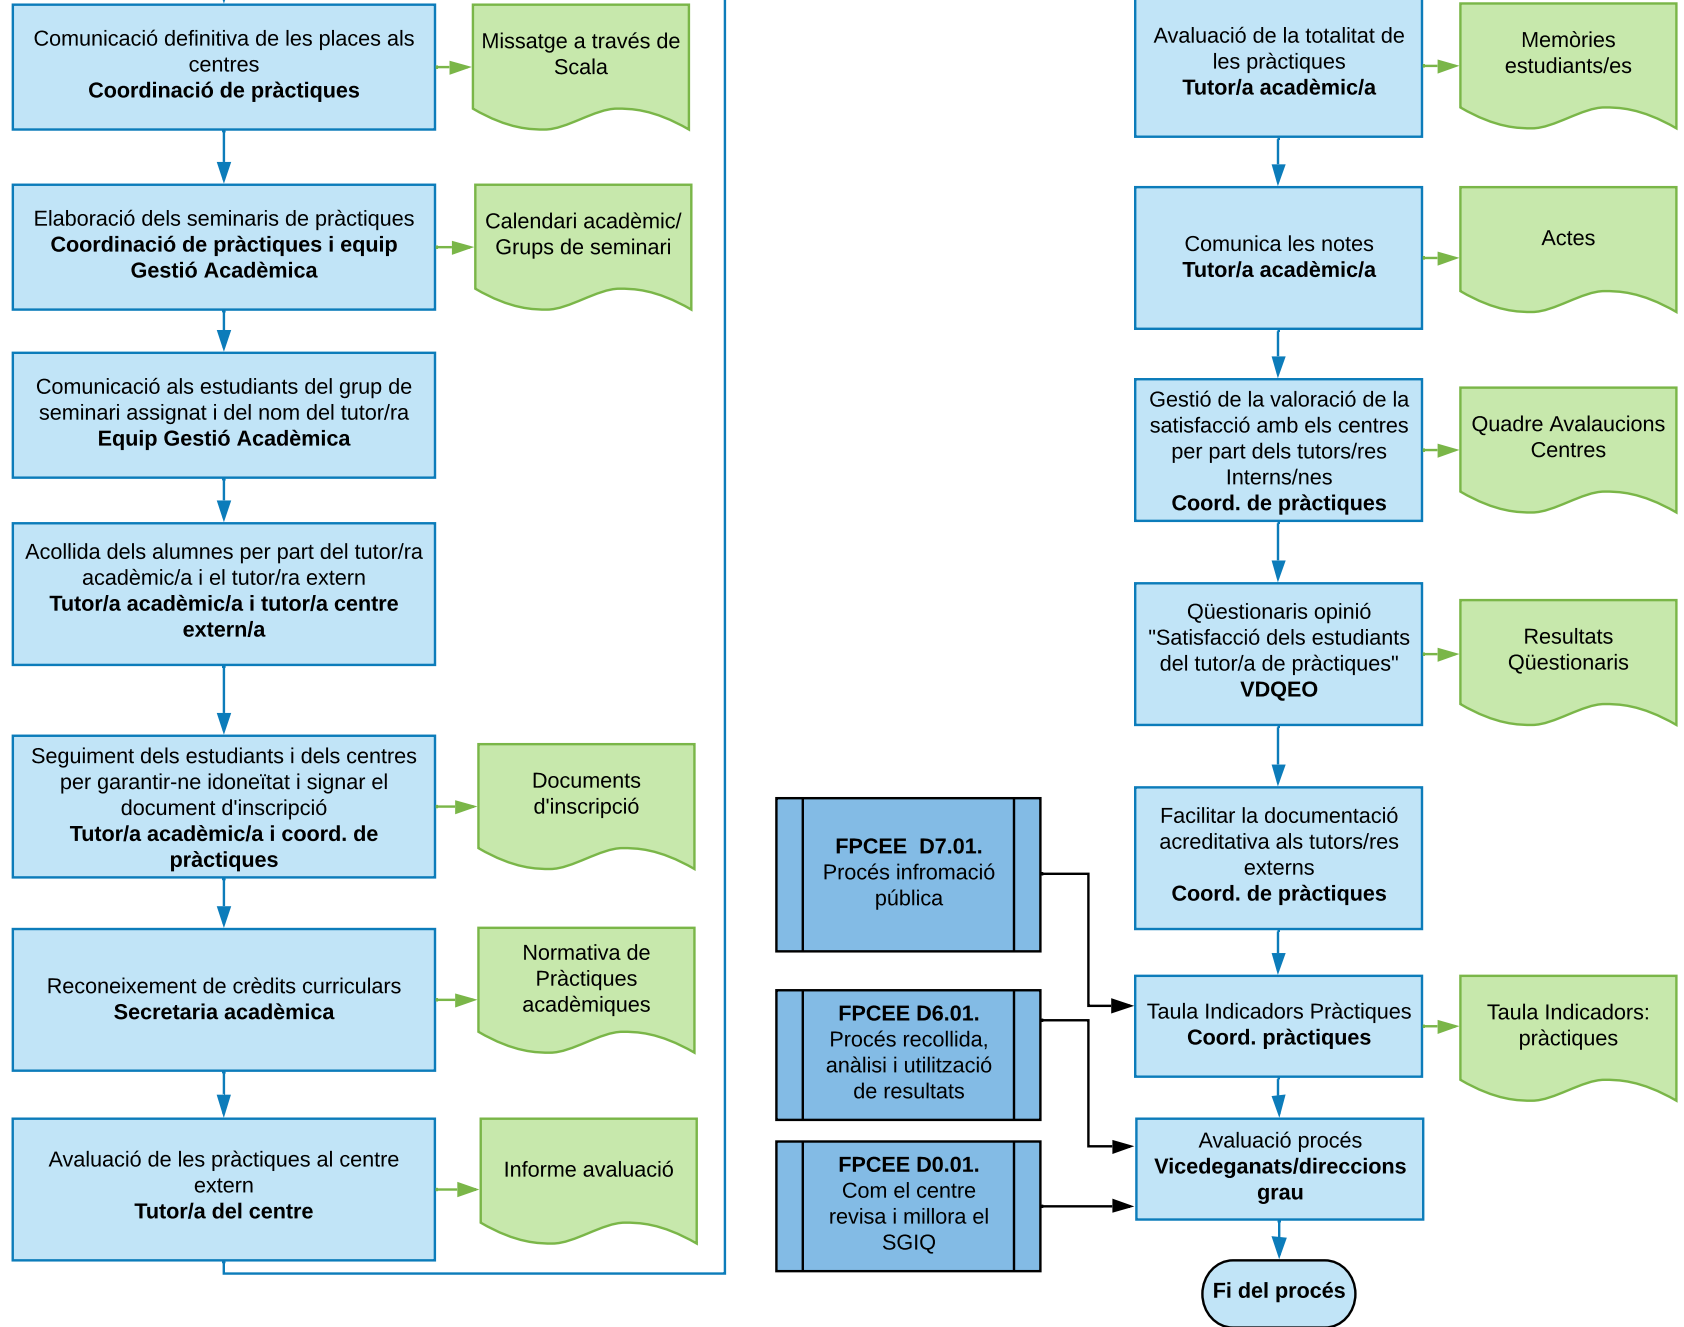 Comunicació definitiva de les places als
centres
Coordinació de pràctiques
Missatge a través de
Scala
Elaboració dels seminaris de pràctiques
Coordinació de pràctiques i equip
Gestió Acadèmica
Calendari acadèmic/
Grups de seminari
Comunicació als estudiants del grup de
seminari assignat i del nom del tutor/ra
Equip Gestió Acadèmica
Acollida dels alumnes per part del tutor/ra
acadèmic/a i el tutor/ra extern
Tutor/a acadèmic/a i tutor/a centre
extern/a
Seguiment dels estudiants i dels centres
per garantir-ne idoneïtat i signar el
document d'inscripció
Tutor/a acadèmic/a i coord. de
pràctiques
Documents
d'inscripció
Reconeixement de crèdits curriculars
Secretaria acadèmica
Normativa de
Pràctiques
acadèmiques
Avaluació de les pràctiques al centre
extern
Tutor/a del centre
Informe avaluació
FPCEE  D7.01.
Procés infromació
pública
FPCEE D6.01.
Procés recollida,
anàlisi i utilització
de resultats
FPCEE D0.01.
Com el centre
revisa i millora el
SGIQ
Avaluació de la totalitat de
les pràctiques
Tutor/a acadèmic/a
Memòries
estudiants/es
Comunica les notes
Tutor/a acadèmic/a
Actes
Gestió de la valoració de la
satisfacció amb els centres
per part dels tutors/res
Interns/nes
Coord. de pràctiques
Quadre Avalaucions
Centres
Qüestionaris opinió
"Satisfacció dels estudiants
del tutor/a de pràctiques"
VDQEO
Resultats
Qüestionaris
Facilitar la documentació
acreditativa als tutors/res
externs
Coord. de pràctiques
Taula Indicadors Pràctiques
Coord. pràctiques
Taula Indicadors:
pràctiques
Avaluació procés
Vicedeganats/direccions
grau
Fi del procés